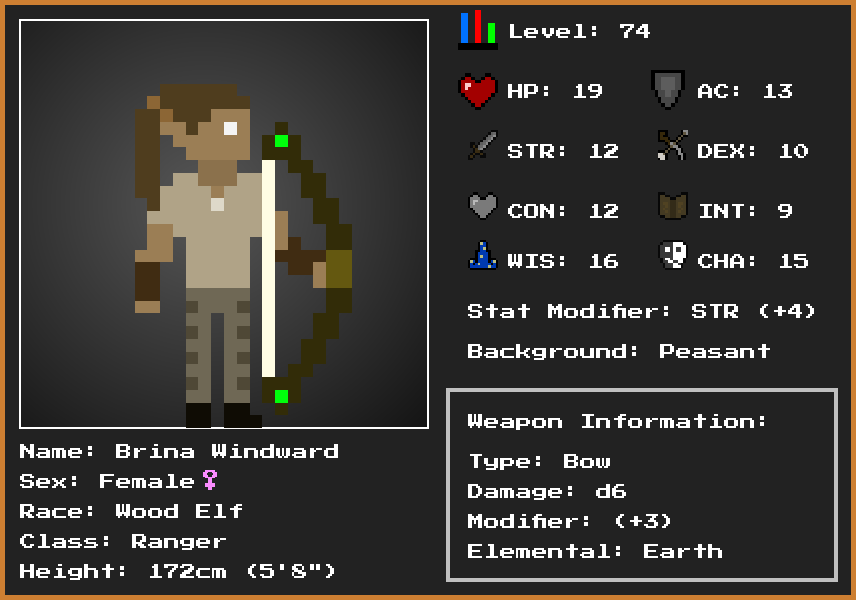 Level: 74
HP: 19 AC: 13
STR: 12 DEX: 10
CON: 12 INT: 9
WIS: 16 CHA: 15
Stat Modifier: STR (+4)
Background: Peasant
Weapon Information:
Type: Bow
Damage: d6
Modifier: (+3)
Elemental: Earth
Name: Brina Windward
Sex: Female♀
Race: Wood Elf
Class: Ranger
Height: 172cm (5'8")